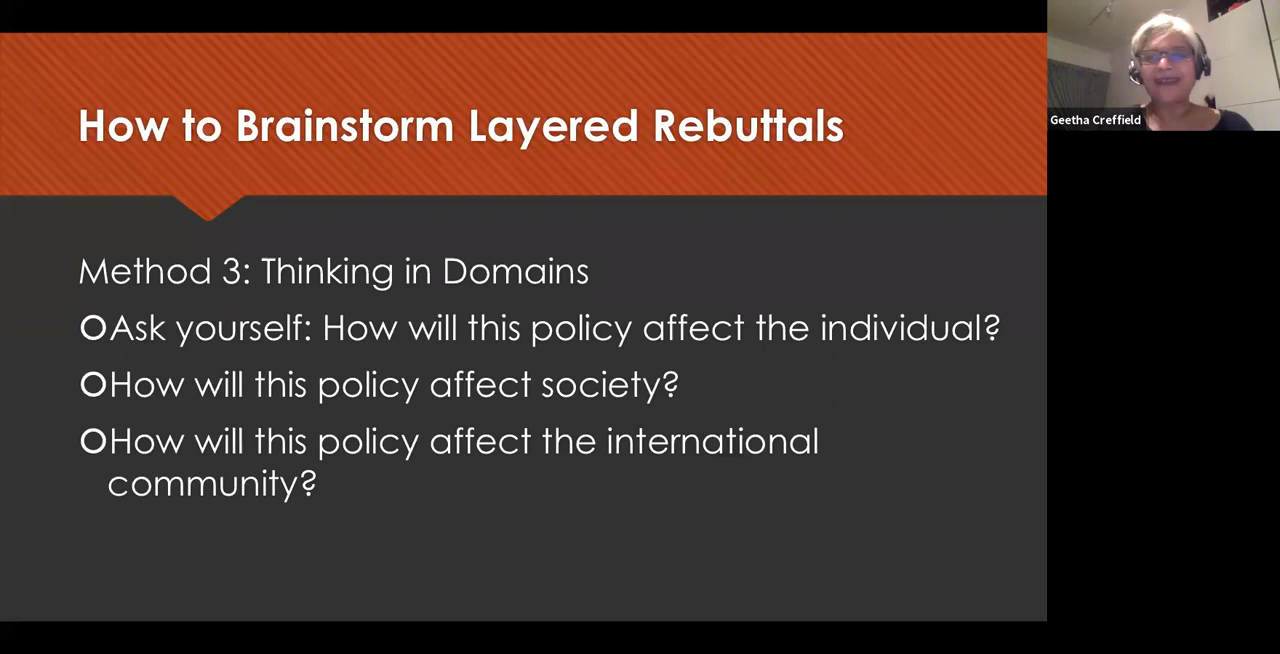 How to Brainstorm Layered Rebuttals
Geetha Creffield
Method 3: Thinking in Domains
Ask yourself: How will this policy affect the individual?
How will this policy affect society?
How will this policy affect the international
community?